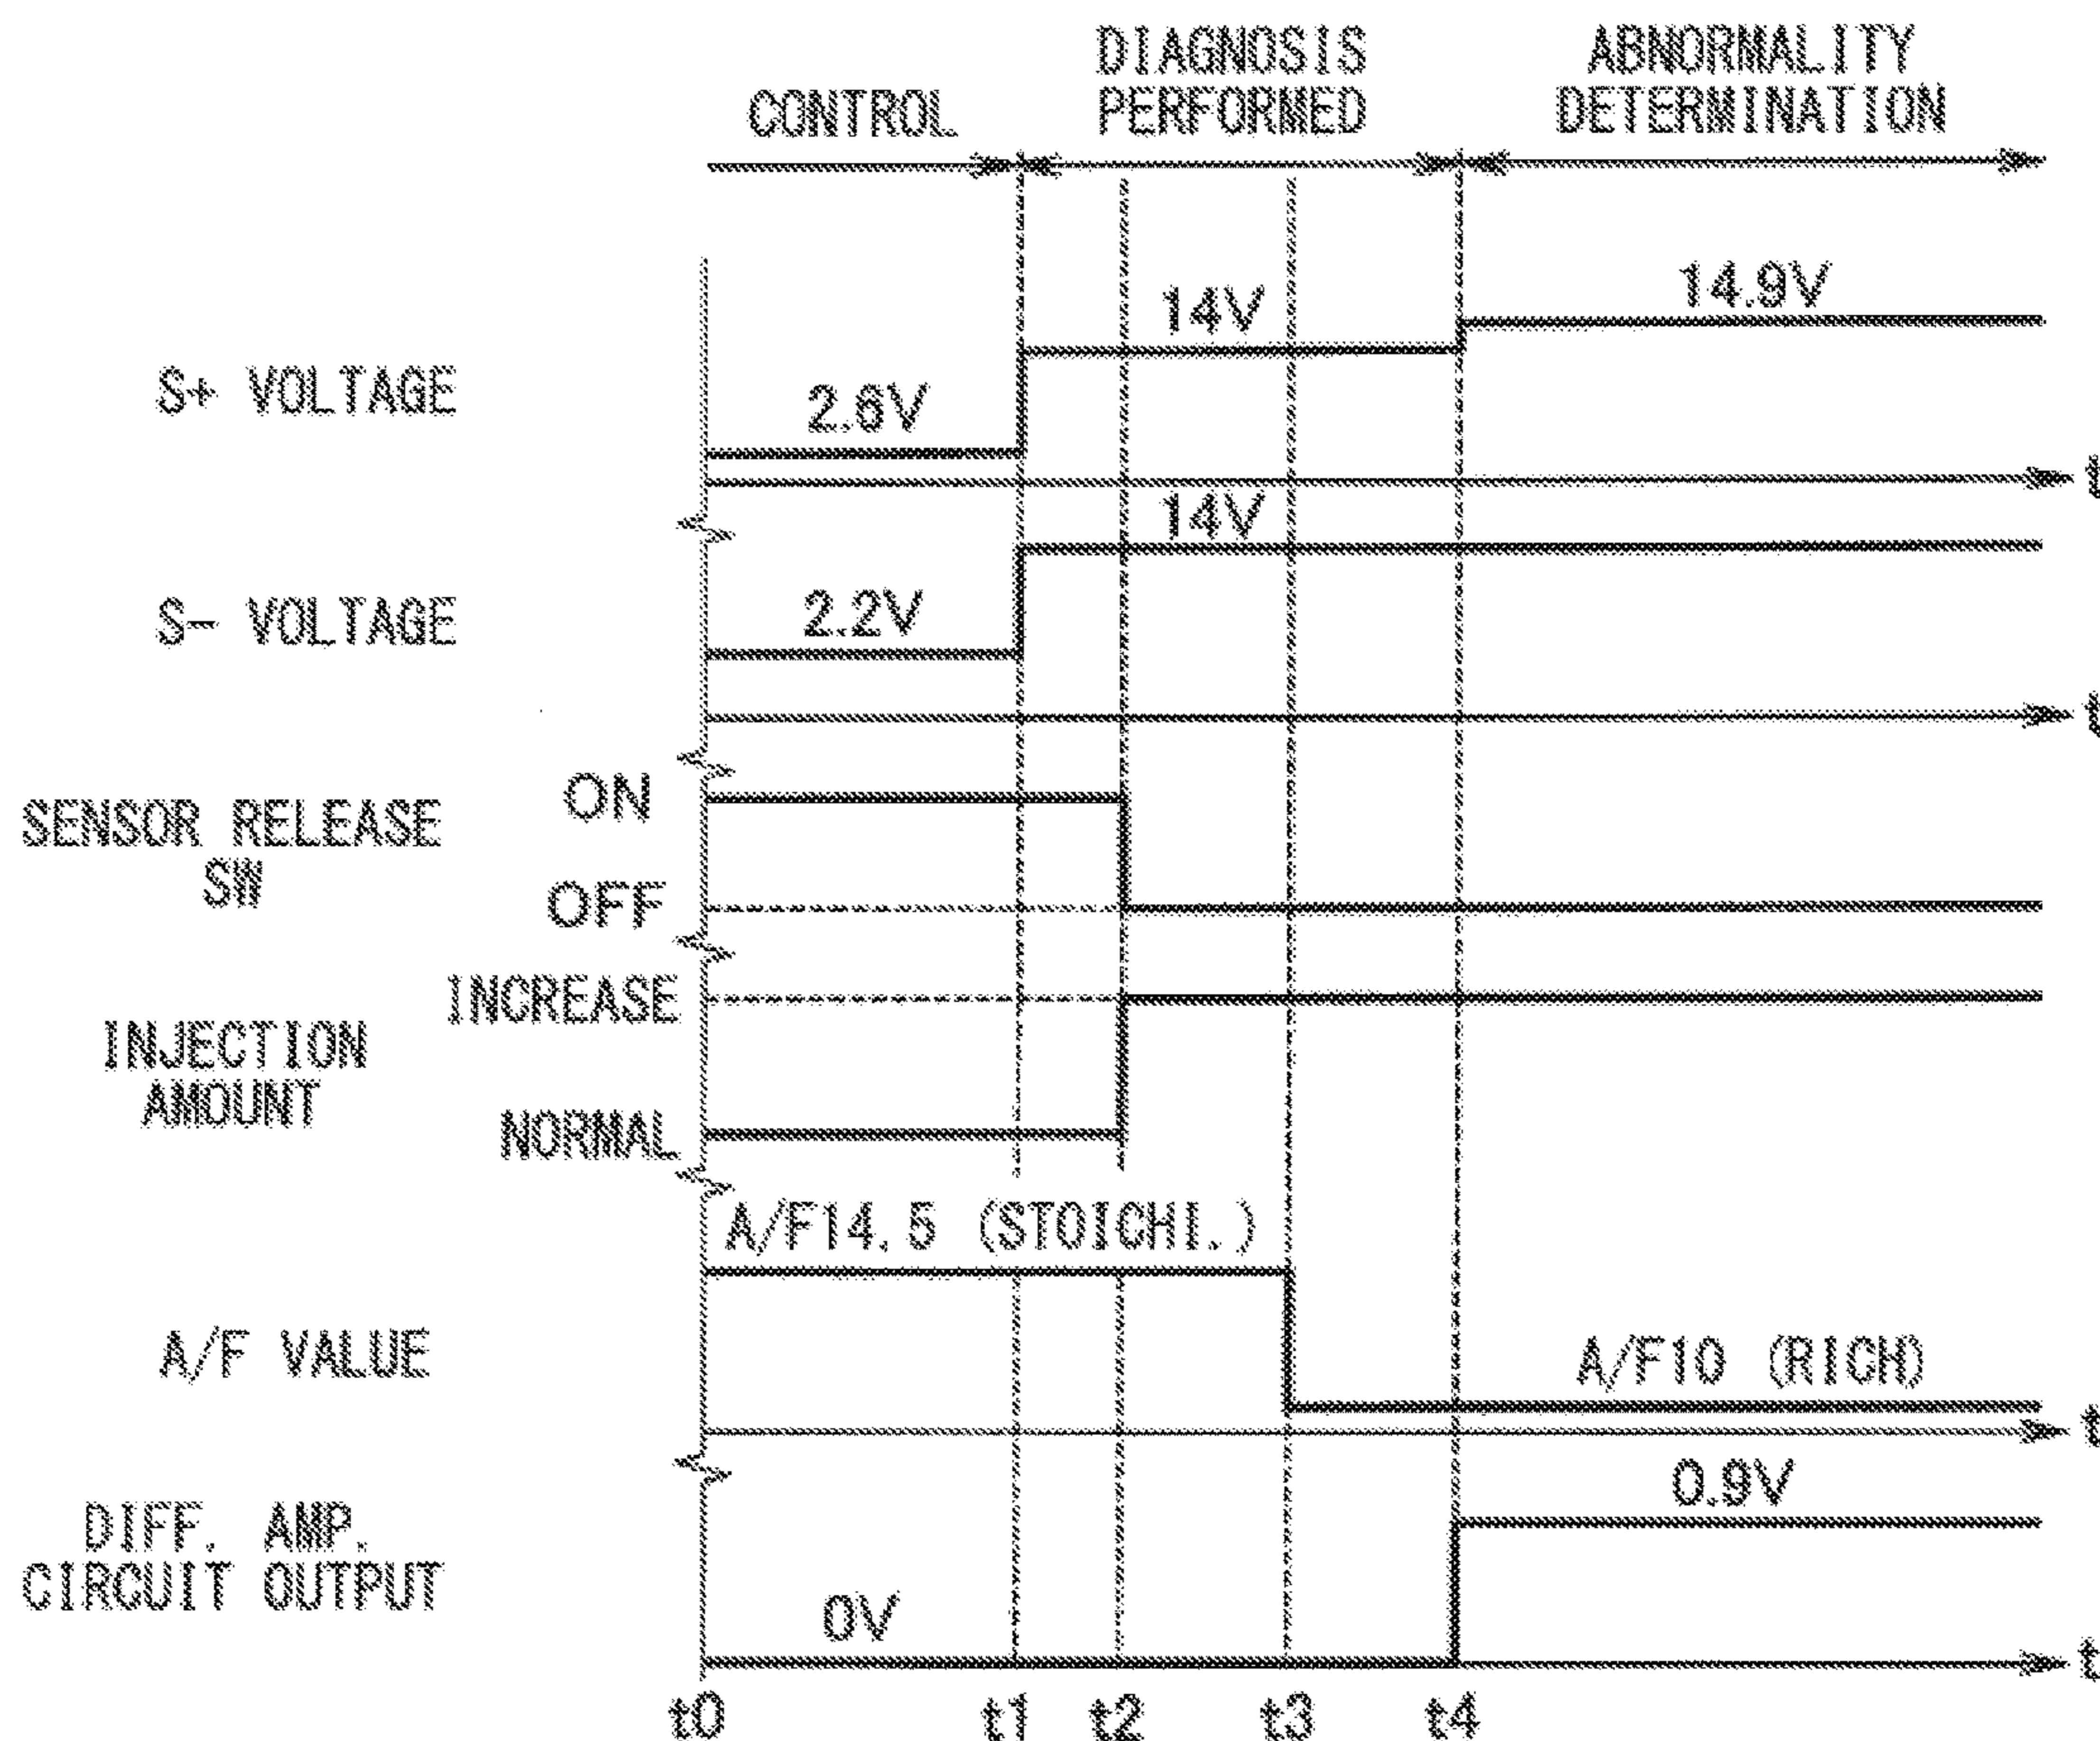 CONTROL
DIAGNOSIS
PERFORMED
ABNORMALITY
DETERMINATION
S+ VOLTAGE
2.6V
14V
14.9V
t
S- VOLTAGE
2.2V
14V
t
SENSOR RELEASE
SW
ON
OFF
INJECTION
AMOUNT
INCREASE
NORMAL
A/F VALUE
A/F14.5 (STOICHI.)
A/F10 (RICH)
t
DIFF. AMP.
CIRCUIT OUTPUT
0V
0.9V
t
t0 t1 t2 t3 t4